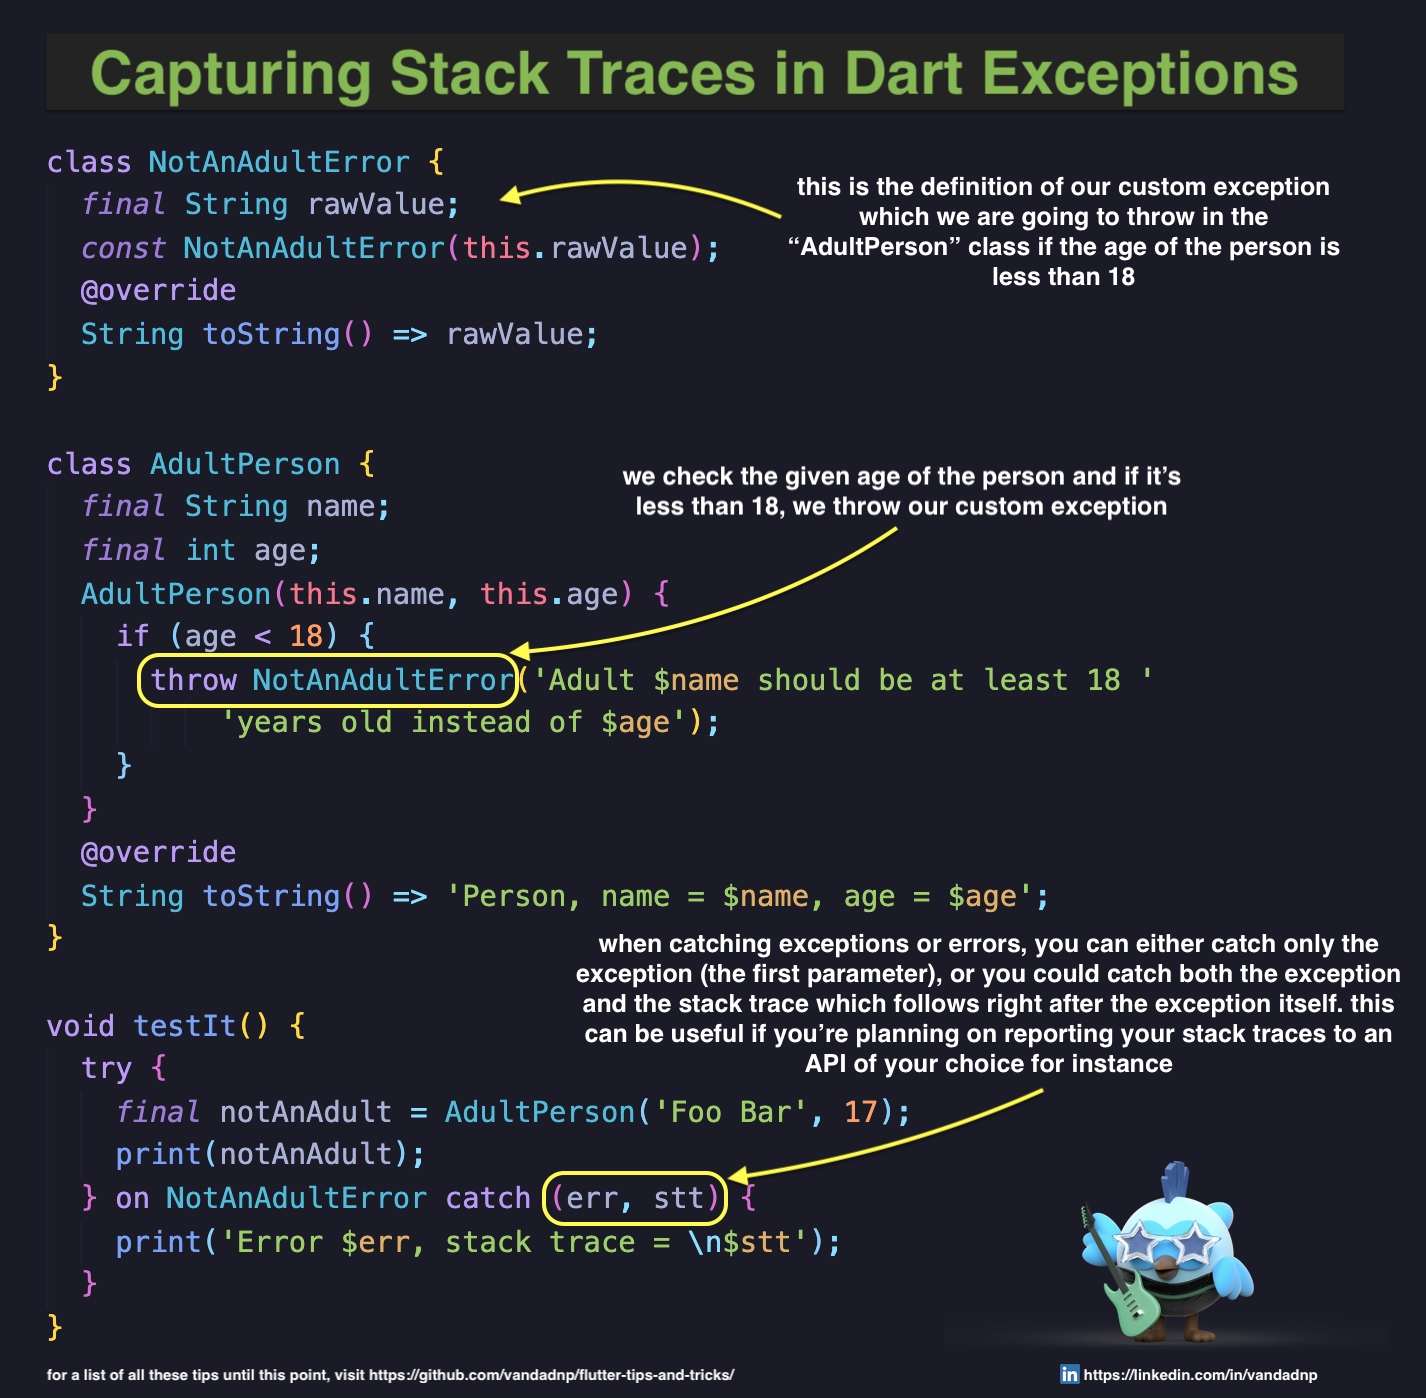 Capturing Stack Traces in Dart Exceptions
class NotAnAdultError {
final String rawValue;
const NotAnAdultError(this.rawValue);
@override
String toString() => rawValue;
}
this is the definition of our custom exception
which we are going to throw in the
“AdultPerson” class if the age of the person is
less than 18
class AdultPerson {
final String name;
final int age;
AdultPerson(this.name, this.age) {
if (age < 18) {
throw NotAnAdultError('Adult $name should be at least 18 '
'years old instead of $age');
}
}
@override
String toString() => 'Person, name = $name, age = $age';
}
we check the given age of the person and if it’s
less than 18, we throw our custom exception
void testIt() {
try {
final notAnAdult = AdultPerson('Foo Bar', 17);
print(notAnAdult);
} on NotAnAdultError catch (err, stt) {
print('Error $err, stack trace = \n$stt');
}
}
when catching exceptions or errors, you can either catch only the
exception (the first parameter), or you could catch both the exception
and the stack trace which follows right after the exception itself. this
can be useful if you’re planning on reporting your stack traces to an
API of your choice for instance
for a list of all these tips until this point, visit https://github.com/vandadnp/flutter-tips-and-tricks/
in https://linkedin.com/in/vandadnp